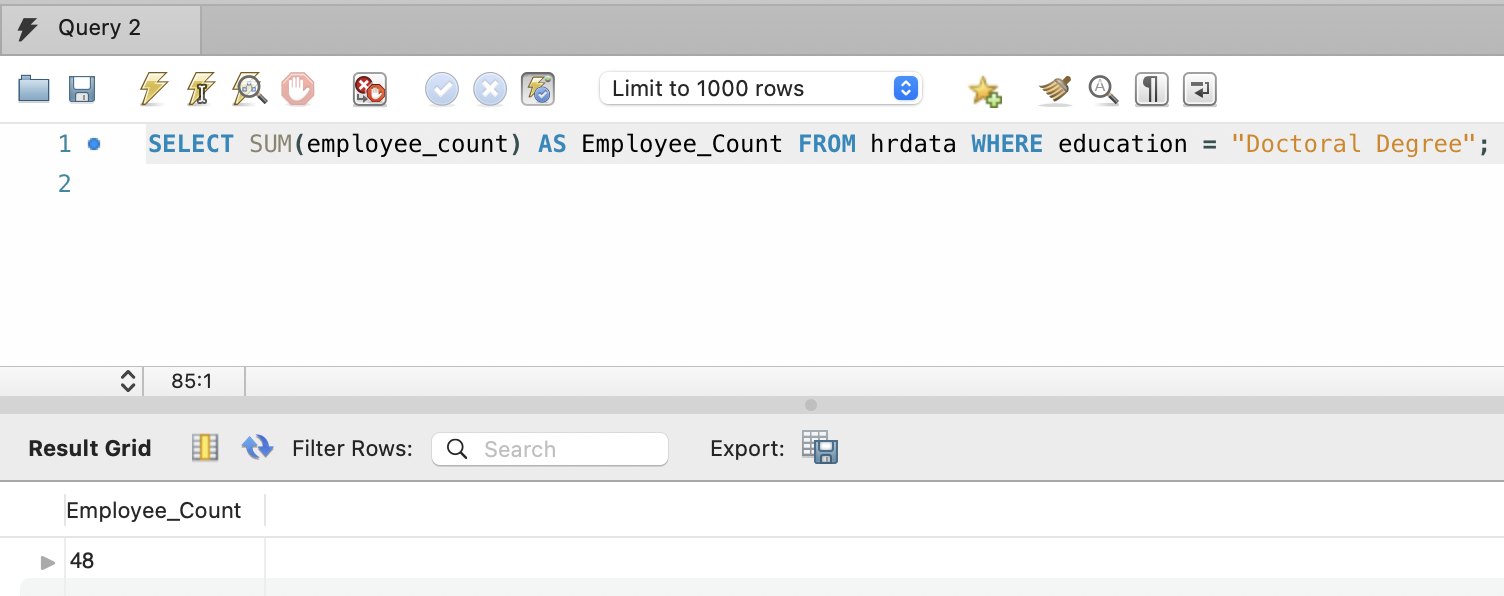 Query 2
Limit to 1000 rows
1 SELECT SUM(employee_count) AS Employee_Count FROM hrdata WHERE education = "Doctoral Degree";
2
85:1
Result Grid Filter Rows: Search Export:
Employee_Count
48